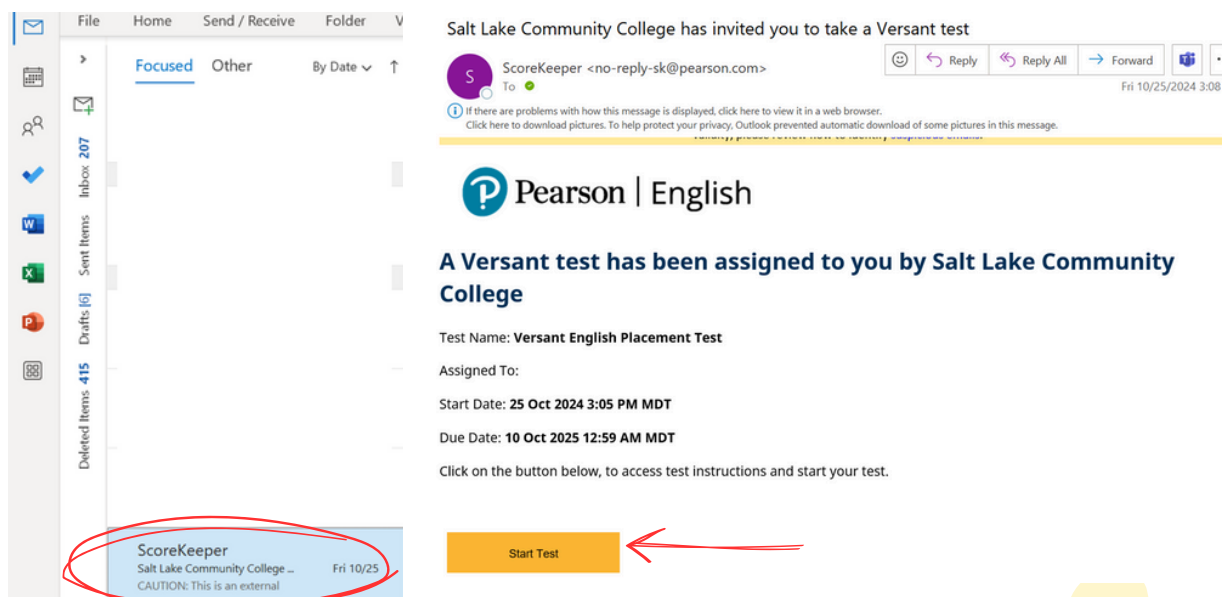 File Home Send / Receive Folder V
Focused Other By Date
Inbox 207
Sent Items
Drafts [6]
Deleted Items 415
ScoreKeeper
Salt Lake Community College ... Fri 10/25
CAUTION: This is an external
Salt Lake Community College has invited you to take a Versant test
S
ScoreKeeper <no-reply-sk@pearson.com>
To
Reply Reply All Forward
Fri 10/25/2024 3:08
If there are problems with how this message is displayed, click here to view it in a web browser.
Click here to download pictures. To help protect your privacy, Outlook prevented automatic download of some pictures in this message.
validity, please review how to identify suspicious emails.
Pearson | English
A Versant test has been assigned to you by Salt Lake Community
College
Test Name: Versant English Placement Test
Assigned To:
Start Date: 25 Oct 2024 3:05 PM MDT
Due Date: 10 Oct 2025 12:59 AM MDT
Click on the button below, to access test instructions and start your test.
Start Test